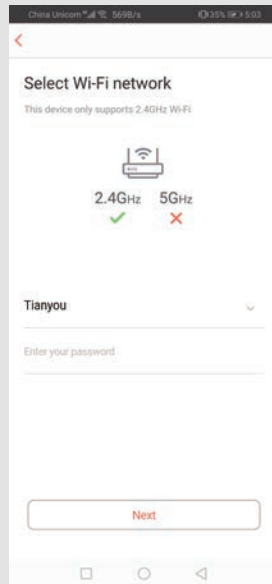 China Unicom 569B/s 35% 5:03
Select Wi-Fi network
This device only supports 2.4GHz Wi-Fi
2.4GHz 5GHz
Tianyou
Enter your password
Next